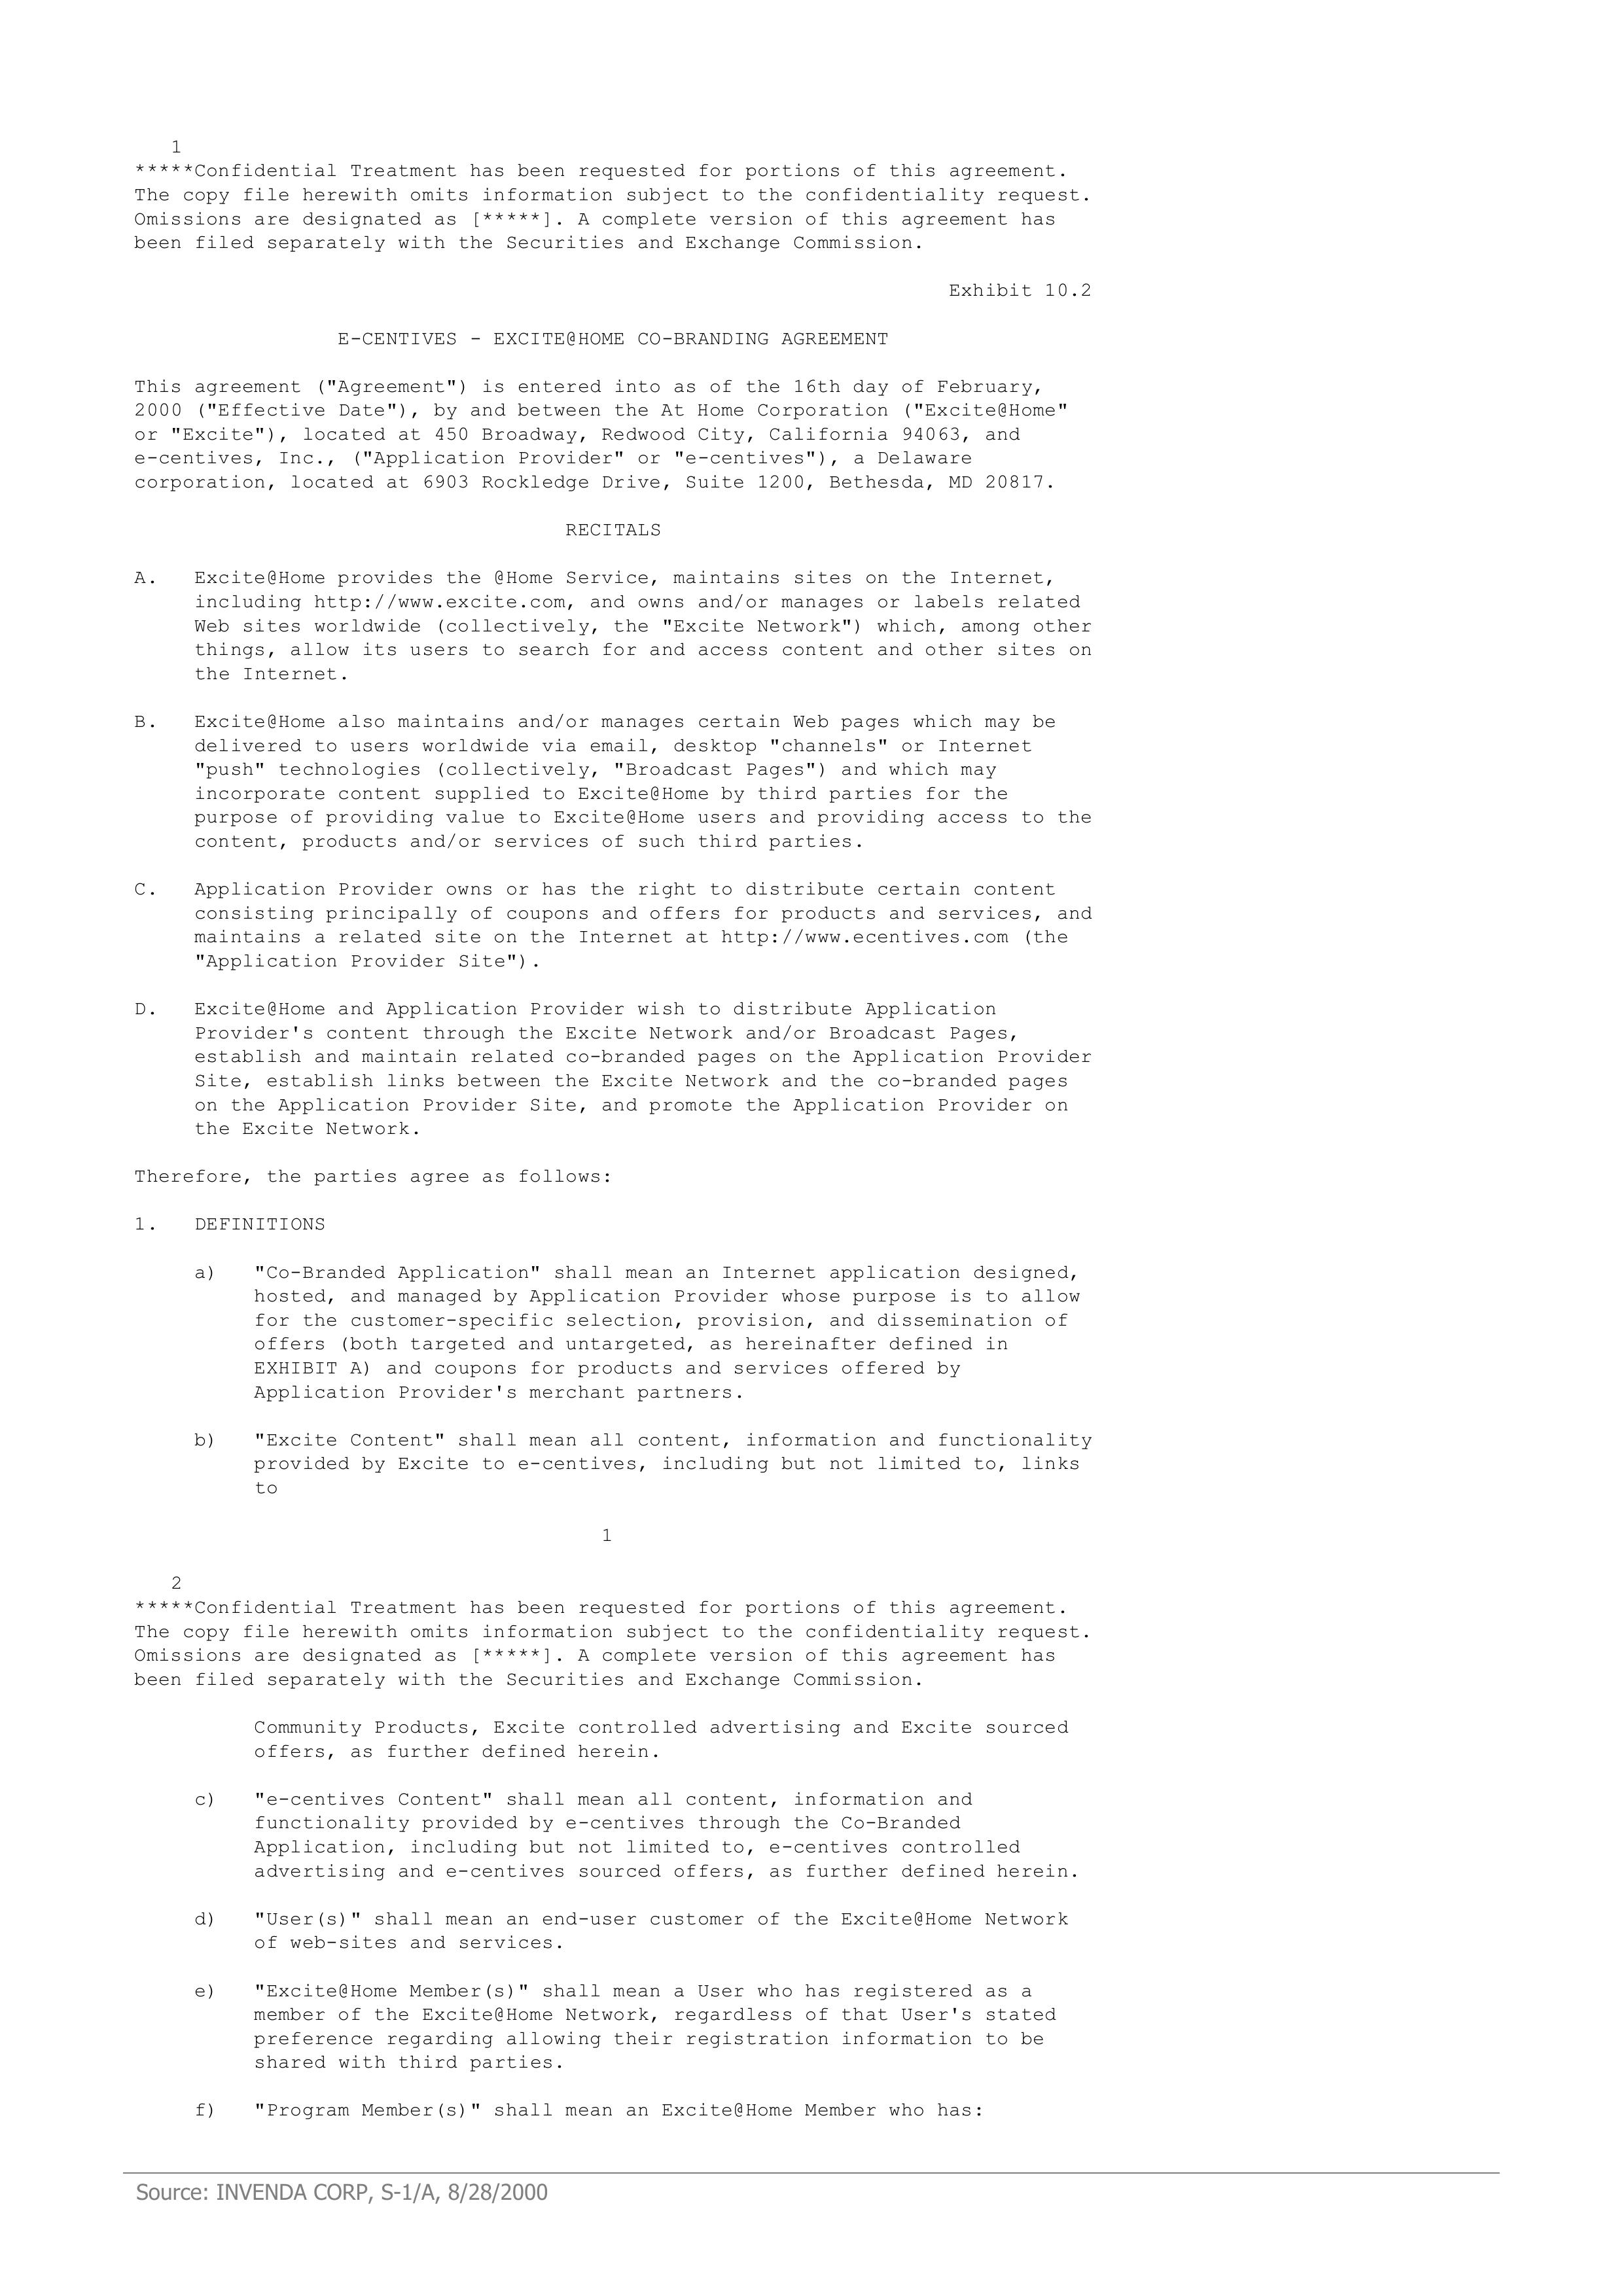 1
*****Confidential Treatment has been requested for portions of this agreement.
The copy file herewith omits information subject to the confidentiality request.
Omissions are designated as [*****]. A complete version of this agreement has
been filed separately with the Securities and Exchange Commission.
Exhibit 10.2
E-CENTIVES - EXCITE@HOME CO-BRANDING AGREEMENT
This agreement ("Agreement") is entered into as of the 16th day of February,
2000 ("Effective Date"), by and between the At Home Corporation ("Excite@Home"
or "Excite"), located at 450 Broadway, Redwood City, California 94063, and
e-centives, Inc., ("Application Provider" or "e-centives"), a Delaware
corporation, located at 6903 Rockledge Drive, Suite 1200, Bethesda, MD 20817.
RECITALS
A. Excite@Home provides the @Home Service, maintains sites on the Internet,
including http://www.excite.com, and owns and/or manages or labels related
Web sites worldwide (collectively, the "Excite Network") which, among other
things, allow its users to search for and access content and other sites on
the Internet.
B. Excite@Home also maintains and/or manages certain Web pages which may be
delivered to users worldwide via email, desktop "channels" or Internet
"push" technologies (collectively, "Broadcast Pages") and which may
incorporate content supplied to Excite@Home by third parties for the
purpose of providing value to Excite@Home users and providing access to the
content, products and/or services of such third parties.
C. Application Provider owns or has the right to distribute certain content
consisting principally of coupons and offers for products and services, and
maintains a related site on the Internet at http://www.ecentives.com (the
"Application Provider Site").
D. Excite@Home and Application Provider wish to distribute Application
Provider's content through the Excite Network and/or Broadcast Pages,
establish and maintain related co-branded pages on the Application Provider
Site, establish links between the Excite Network and the co-branded pages
on the Application Provider Site, and promote the Application Provider on
the Excite Network.
Therefore, the parties agree as follows:
1. DEFINITIONS
a) "Co-Branded Application" shall mean an Internet application designed,
hosted, and managed by Application Provider whose purpose is to allow
for the customer-specific selection, provision, and dissemination of
offers (both targeted and untargeted, as hereinafter defined in
EXHIBIT A) and coupons for products and services offered by
Application Provider's merchant partners.
b) "Excite Content" shall mean all content, information and functionality
provided by Excite to e-centives, including but not limited to, links
to
1
2
*****Confidential Treatment has been requested for portions of this agreement.
The copy file herewith omits information subject to the confidentiality request.
Omissions are designated as [*****]. A complete version of this agreement has
been filed separately with the Securities and Exchange Commission.
Community Products, Excite controlled advertising and Excite sourced
offers, as further defined herein.
c) "e-centives Content" shall mean all content, information and
functionality provided by e-centives through the Co-Branded
Application, including but not limited to, e-centives controlled
advertising and e-centives sourced offers, as further defined herein.
d) "User(s)" shall mean an end-user customer of the Excite@Home Network
of web-sites and services.
e) "Excite@Home Member(s)" shall mean a User who has registered as a
member of the Excite@Home Network, regardless of that User's stated
preference regarding allowing their registration information to be
shared with third parties.
f) "Program Member(s)" shall mean an Excite@Home Member who has:
Source: INVENDA CORP, S-1/A, 8/28/2000